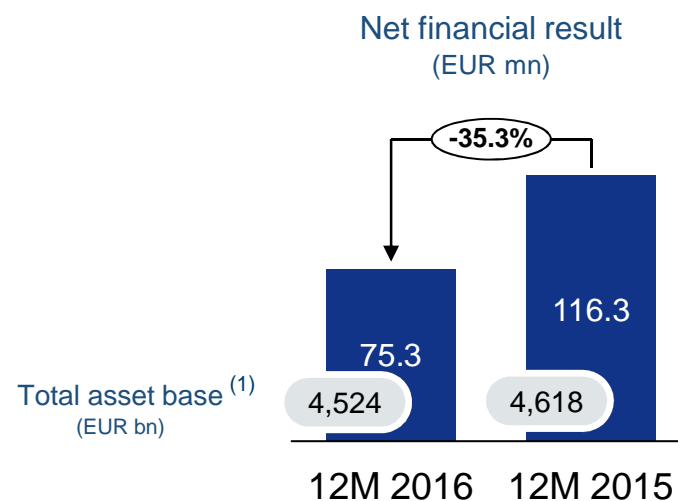 Net financial result
(EUR mn)
-35.3%
116.3
75.3
Total asset base (1)
(EUR bn)
4,524
4,618
12M 2016
12M 2015